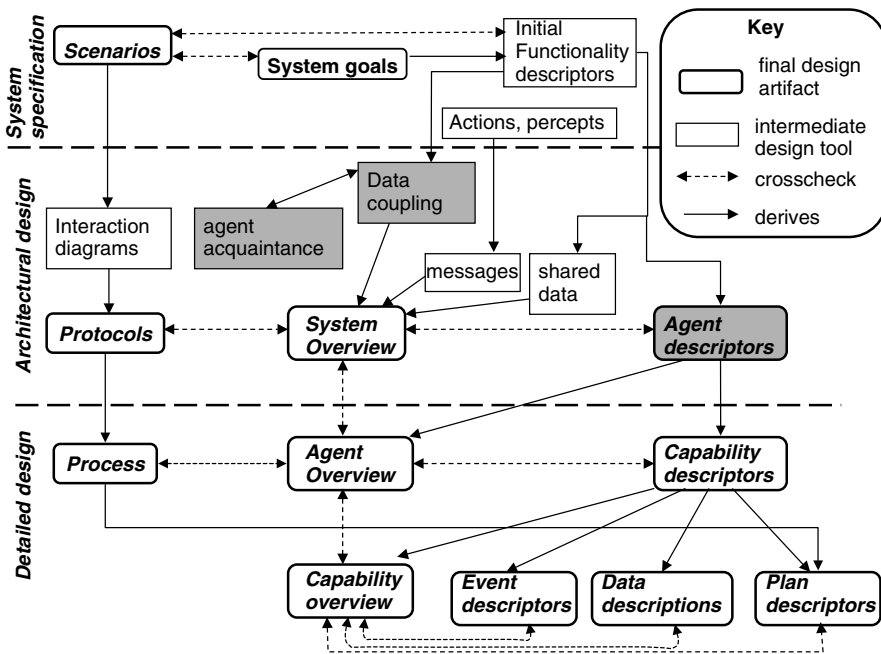 System
specification
Scenarios
System goals
Initial
Functionality
descriptors
Actions, percepts
Key
final design
artifact
intermediate
design tool
crosscheck
derives
Architectural design
Interaction
diagrams
agent
acquaintance
Data
coupling
messages
shared
data
Protocols
System
Overview
Agent
descriptors
Detailed design
Process
Agent
Overview
Capability
descriptors
Capability
overview
Event
descriptors
Data
descriptions
Plan
descriptors